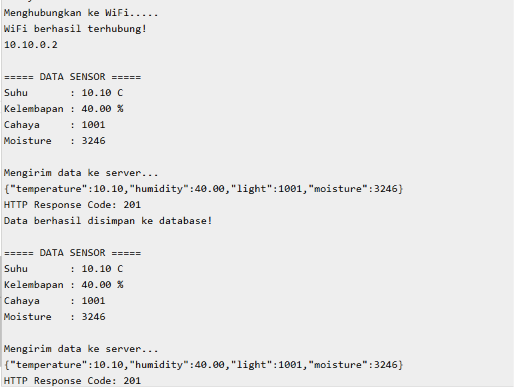 Menghubungkan ke WiFi.....
WiFi berhasil terhubung!
10.10.0.2
===== DATA SENSOR =====
Suhu : 10.10 C
Kelembapan : 40.00 %
Cahaya : 1001
Moisture : 3246
Mengirim data ke server...
{"temperature":10.10,"humidity":40.00,"light":1001,"moisture":3246}
HTTP Response Code: 201
Data berhasil disimpan ke database!
===== DATA SENSOR =====
Suhu : 10.10 C
Kelembapan : 40.00 %
Cahaya : 1001
Moisture : 3246
Mengirim data ke server...
{"temperature":10.10,"humidity":40.00,"light":1001,"moisture":3246}
HTTP Response Code: 201